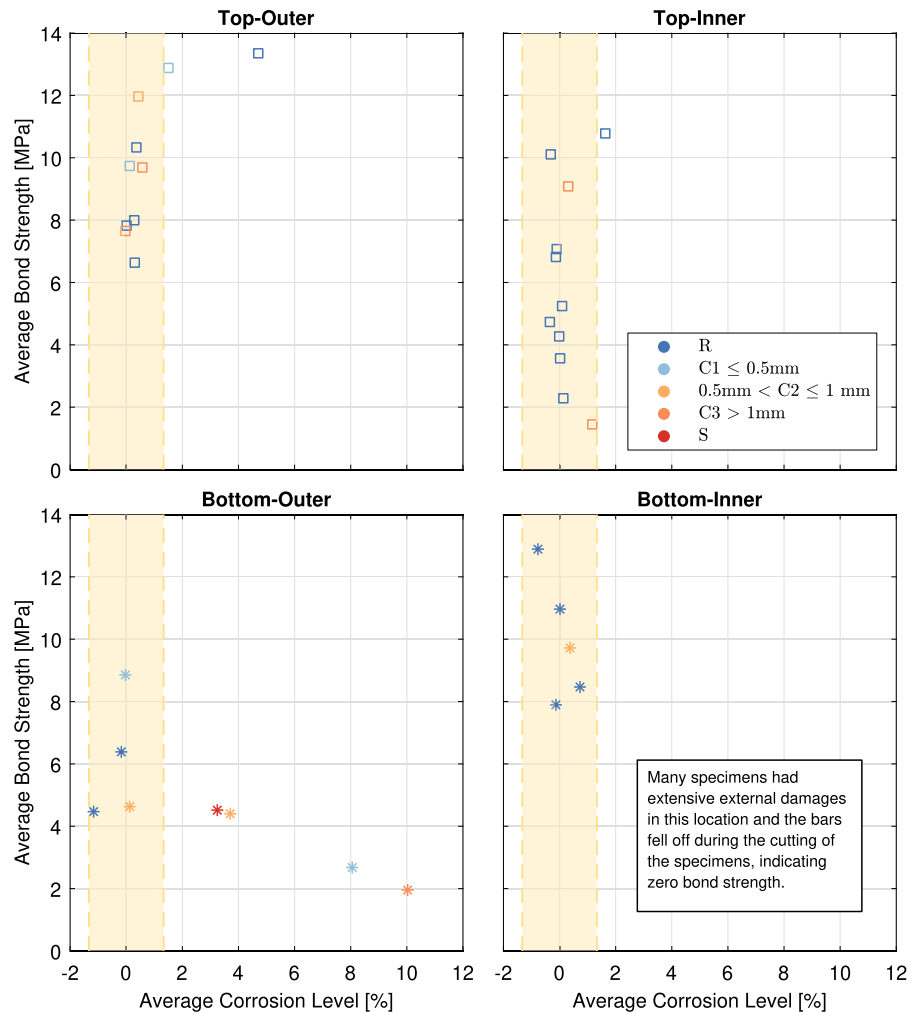 Top-Outer
Top-Inner
14
12
10
8
6
4
2
0
Average Bond Strength [MPa]
R
C1 ≤ 0.5mm
0.5mm < C2 ≤ 1 mm
C3 > 1mm
S
Bottom-Outer
Bottom-Inner
14
12
10
8
6
4
2
0
Average Bond Strength [MPa]
Many specimens had
extensive external damages
in this location and the bars
fell off during the cutting of
the specimens, indicating
zero bond strength.
-2 0 2 4 6 8 10 12
-2 0 2 4 6 8 10 12
Average Corrosion Level [%]
Average Corrosion Level [%]